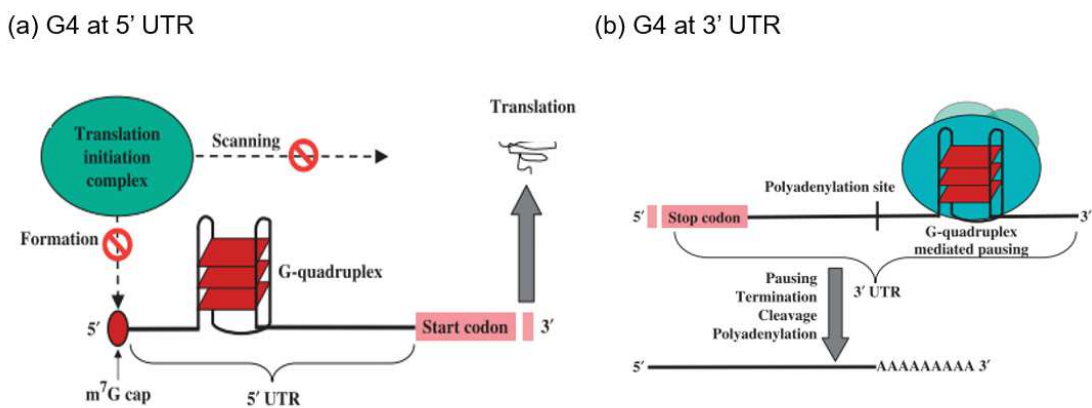 (a) G4 at 5’ UTR
Translation
initiation
complex
Scanning
Translation
Formation
G-quadruplex
5′
Start codon
3′
m⁷G cap
5′ UTR
(b) G4 at 3’ UTR
Polyadenylation site
5′
Stop codon
3′
G-quadruplex
mediated pausing
3′ UTR
Pausing
Termination
Cleavage
Polyadenylation
5′
AAAAAAAAA 3′